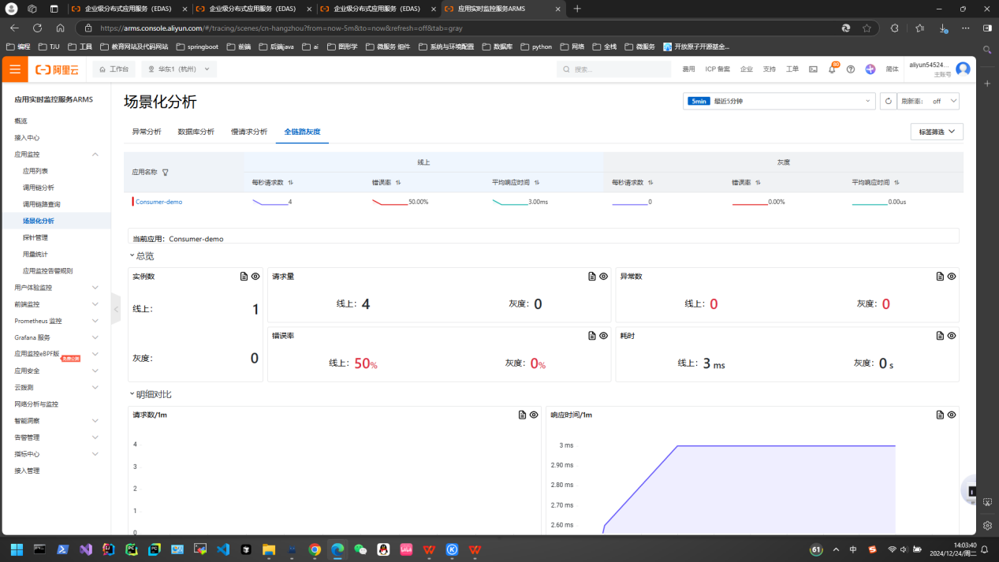 企业级分布式应用服务（EDAS）
企业级分布式应用服务（EDAS）
企业级分布式应用服务（EDAS）
应用实时监控服务ARMS
https://arms.console.aliyun.com/#/tracing/scenes/cn-hangzhou?from=now-5m&to=now&refresh=off&tab=gray
编程 TJU 工具 教育网站及代码网站 springboot 前端 后端java ai 图形学 微服务 组件 系统与环境配置 数据库 python 网络 全栈 微服务 开放原子开源基金...
阿里云 工作台 华东1（杭州） 搜索... 费用 ICP 备案 企业 支持 工单 80 简体 aliyun54524...
主账号
应用实时监控服务ARMS
概览
接入中心
应用监控
应用列表
调用链分析
调用链路查询
场景化分析
探针管理
用量统计
应用监控告警规则
用户体验监控
前端监控
Prometheus 监控
Grafana 服务
应用监控eBPF版
免费公测
应用安全
云拨测
网络分析与监控
智能洞察
告警管理
指标中心
接入管理
场景化分析
5min 最近5分钟 刷新率： off
异常分析 数据库分析 慢请求分析 全链路灰度 标签筛选
应用名称 线上 灰度
每秒请求数 错误率 平均响应时间 每秒请求数 错误率 平均响应时间
Consumer-demo 4 50.00% 3.00ms 0 0.00% 0.00us
当前应用： Consumer-demo
总览
实例数
线上： 1
灰度： 0
请求量
线上： 4 灰度： 0
异常数
线上： 0 灰度： 0
错误率
线上： 50% 灰度： 0%
耗时
线上： 3 ms 灰度： 0 s
明细对比
请求数/1m
4
3
2
1
0
响应时间/1m
3 ms
2.90 ms
2.80 ms
2.70 ms
2.60 ms
61 中 14:03:40
2024/12/24/周二